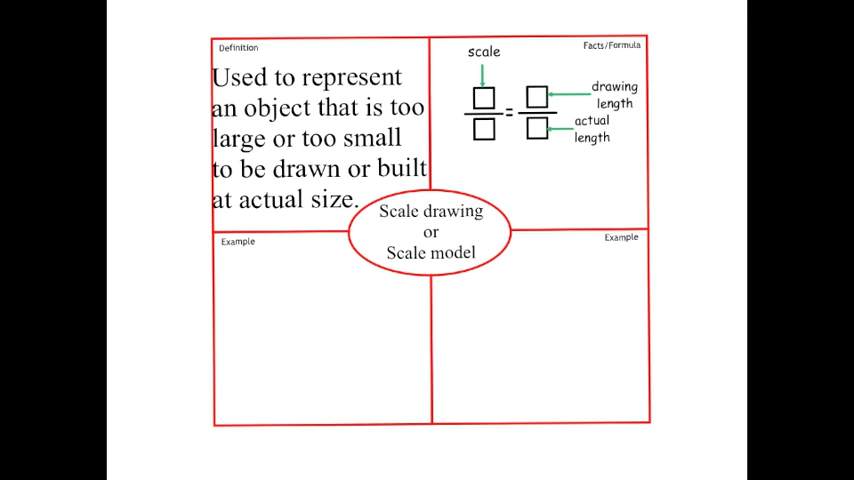 Definition
Used to represent
an object that is too
large or too small
to be drawn or built
at actual size.
Facts/Formula
scale
=
drawing
length
actual
length
Scale drawing
or
Scale model
Example
Example